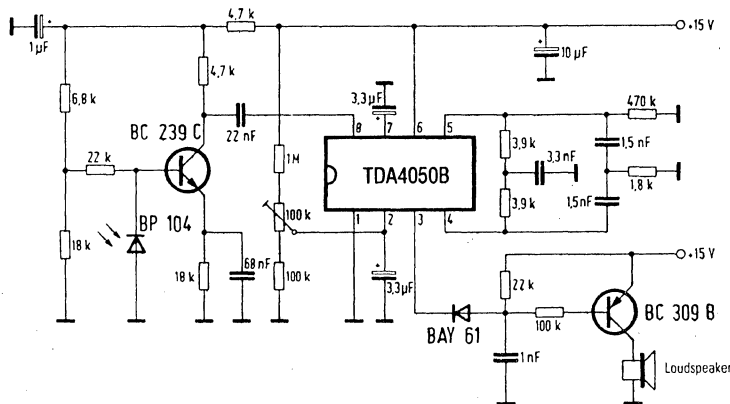 4,7 k
+
1 µF
+15 V
+
10 µF
4,7 k
6,8 k
3,3 µF
+
470 k
BC 239 C
22 nF
8
7
6
5
3,9 k
3,3 nF
1,5 nF
22 k
1M
TDA4050B
1,8 k
BP 104
100 k
3,9 k
1,5 nF
1
2
3
4
18 k
68 nF
18 k
100 k
+
3,3 µF
+15 V
22 k
BC 309 B
BAY 61
100 k
1 nF
Loudspeaker